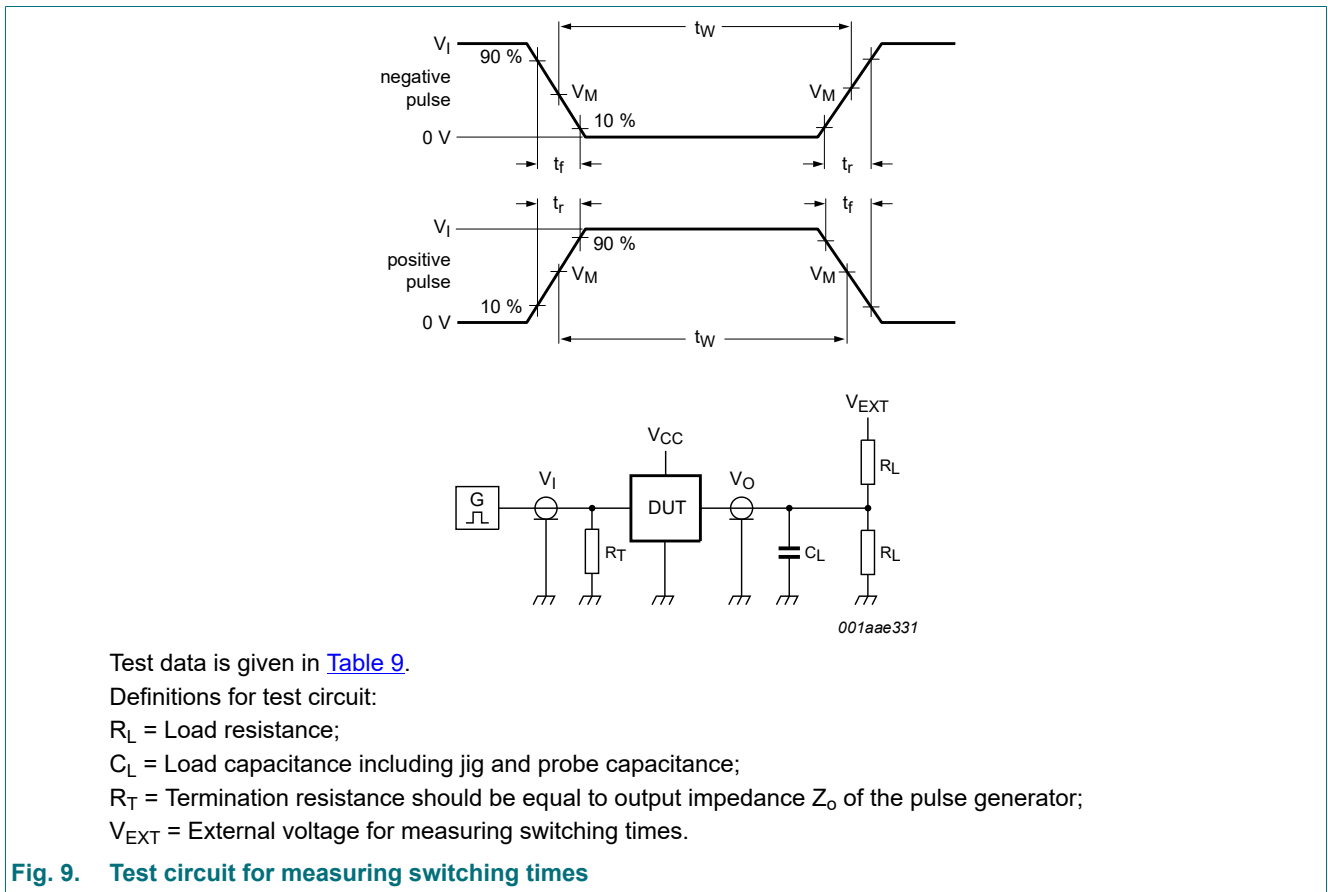 tW
VI
90 %
negative
pulse
VM
VM
10 %
0 V
tf
tr
tr
tf
VI
90 %
positive
pulse
VM
VM
10 %
0 V
tW
VEXT
VCC
RL
VI
VO
G
DUT
RT
CL
RL
001aae331
Test data is given in Table 9.
Definitions for test circuit:
RL = Load resistance;
CL = Load capacitance including jig and probe capacitance;
RT = Termination resistance should be equal to output impedance Zo of the pulse generator;
VEXT = External voltage for measuring switching times.
Fig. 9. Test circuit for measuring switching times